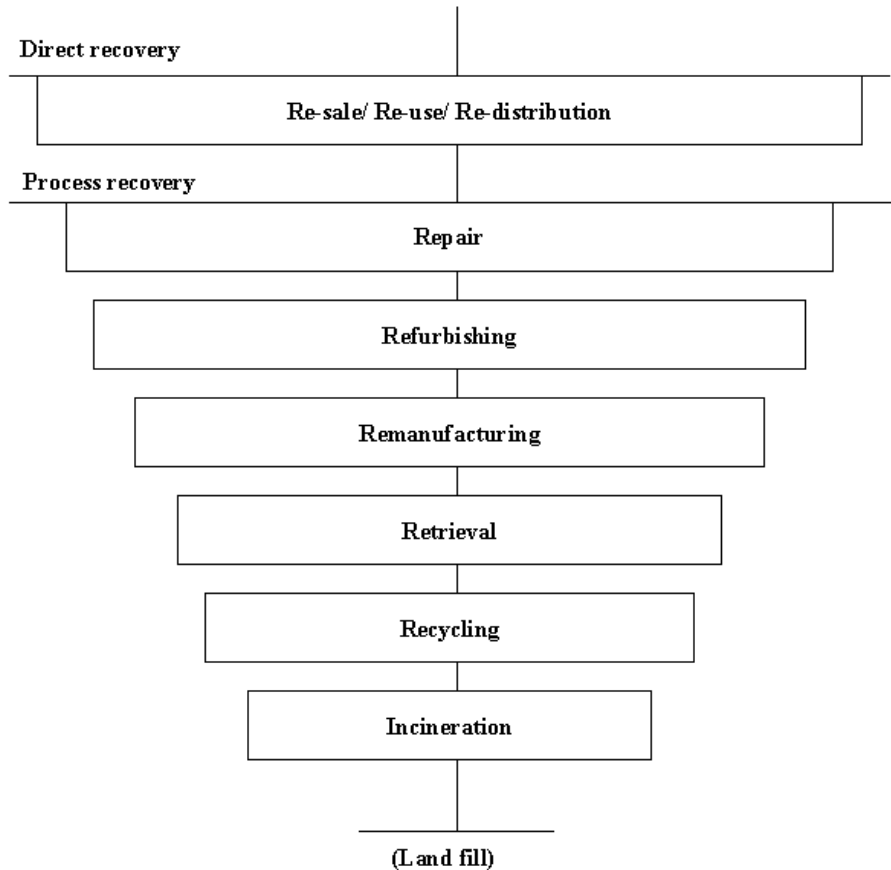 Direct recovery
Re-sale/ Re-use/ Re-distribution
Process recovery
Repair
Refurbishing
Remanufacturing
Retrieval
Recycling
Incineration
(Land fill)